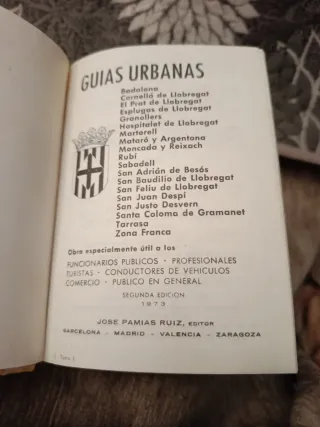 GUIAS URBANAS
Badalona
Cornellá de Llobregat
El Prat de Llobregat
Esplugas de Llobregat
Granollers
Hospitalet de Llobregat
Martorell
Mataró y Argentona
Moncada y Reixach
Rubí
Sabadell
San Adrián de Besós
San Baudilio de Llobregat
San Feliu de Llobregat
San Juan Despí
San Justo Desvern
Santa Coloma de Gramanet
Tarrasa
Zona Franca
Obra especialmente útil a los
FUNCIONARIOS PUBLICOS - PROFESIONALES
TURISTAS - CONDUCTORES DE VEHICULOS
COMERCIO - PUBLICO EN GENERAL
SEGUNDA EDICION
1973
JOSE PAMIAS RUIZ, EDITOR
BARCELONA - MADRID - VALENCIA - ZARAGOZA